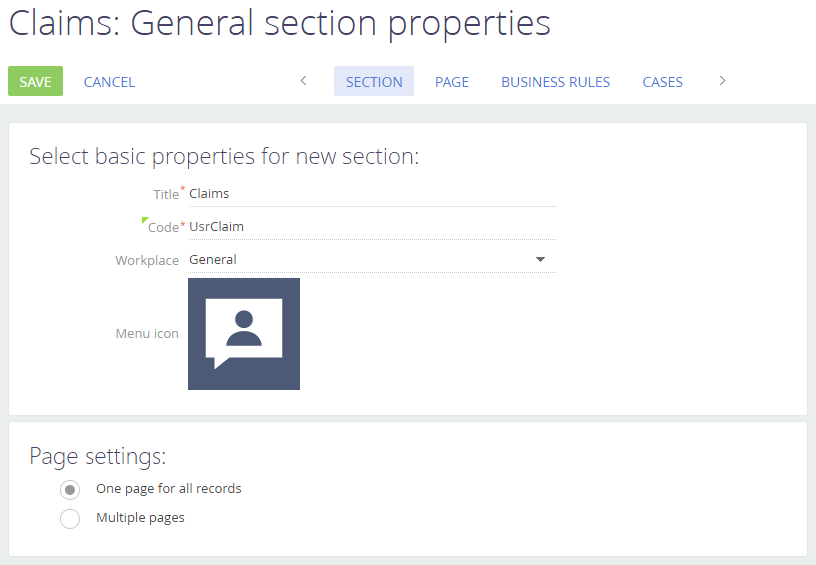 Claims: General section properties
SAVE CANCEL SECTION PAGE BUSINESS RULES CASES
Select basic properties for new section:
Title* Claims
Code* UsrClaim
Workplace General
Menu icon
Page settings:
One page for all records
Multiple pages